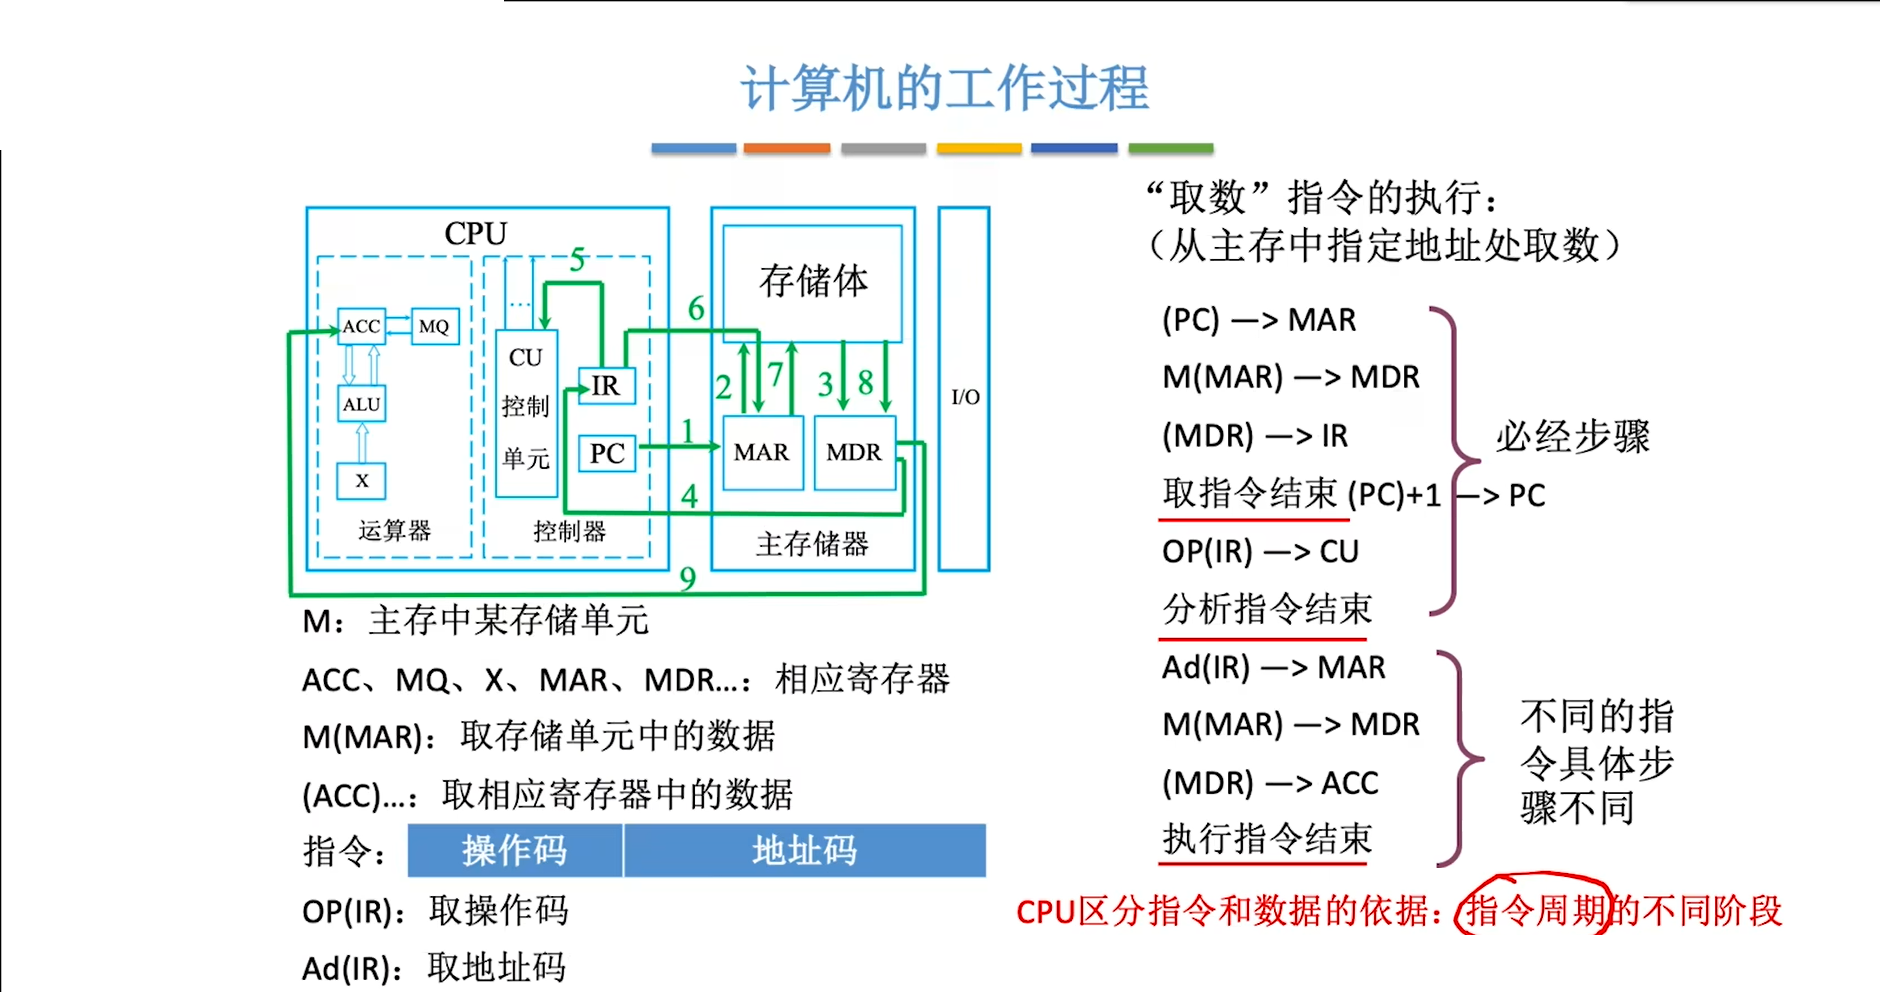 计算机的工作过程
CPU
ACC
MQ
ALU
X
运算器
...
CU
控制
单元
IR
PC
控制器
5
6
1
4
9
存储体
2
7
3
8
MAR
MDR
主存储器
I/O
M：主存中某存储单元
ACC、MQ、X、MAR、MDR...：相应寄存器
M(MAR)：取存储单元中的数据
(ACC)...：取相应寄存器中的数据
指令：操作码 地址码
OP(IR)：取操作码
Ad(IR)：取地址码
“取数”指令的执行：
（从主存中指定地址处取数）
(PC) —> MAR
M(MAR) —> MDR
(MDR) —> IR
取指令结束 (PC)+1 —> PC
OP(IR) —> CU
分析指令结束
必经步骤
Ad(IR) —> MAR
M(MAR) —> MDR
(MDR) —> ACC
执行指令结束
不同的指
令具体步
骤不同
CPU区分指令和数据的依据：指令周期的不同阶段